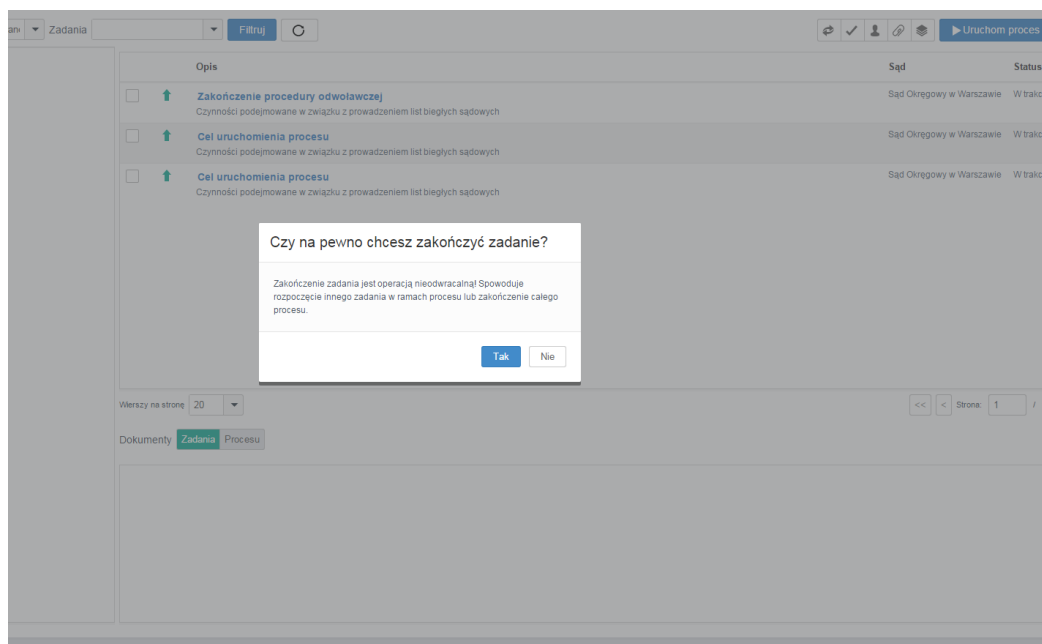 Zadania Filtruj Uruchom proces
Opis Sąd Status
Zakończenie procedury odwoławczej Sąd Okręgowy w Warszawie W trakc
Czynności podejmowane w związku z prowadzeniem list biegłych sądowych
Cel uruchomienia procesu Sąd Okręgowy w Warszawie W trakc
Czynności podejmowane w związku z prowadzeniem list biegłych sądowych
Cel uruchomienia procesu Sąd Okręgowy w Warszawie W trakc
Czynności podejmowane w związku z prowadzeniem list biegłych sądowych
Czy na pewno chcesz zakończyć zadanie?
Zakończenie zadania jest operacją nieodwracalną! Spowoduje
rozpoczęcie innego zadania w ramach procesu lub zakończenie całego
procesu.
Tak Nie
Wierszy na stronę 20 << < Strona: 1 /
Dokumenty Zadania Procesu